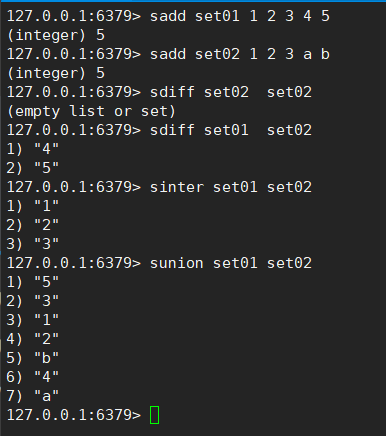 127.0.0.1:6379> sadd set01 1 2 3 4 5
(integer) 5
127.0.0.1:6379> sadd set02 1 2 3 a b
(integer) 5
127.0.0.1:6379> sdiff set02  set02
(empty list or set)
127.0.0.1:6379> sdiff set01  set02
1) "4"
2) "5"
127.0.0.1:6379> sinter set01 set02
1) "1"
2) "2"
3) "3"
127.0.0.1:6379> sunion set01 set02
1) "5"
2) "3"
3) "1"
4) "2"
5) "b"
6) "4"
7) "a"
127.0.0.1:6379>